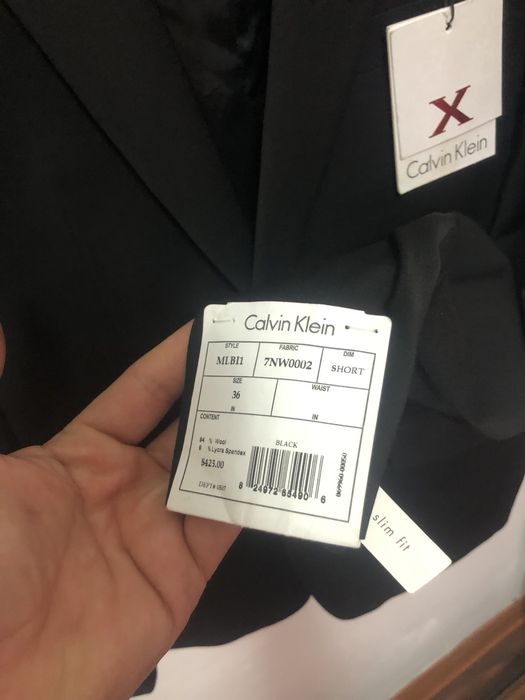 X
Calvin Klein
Calvin Klein
STYLE FABRIC DIM
MLBI1 7NW0002 SHORT
SIZE WAIST
36
IN IN
CONTENT
BLACK
94 % Wool
6 % Lycra Spandex
$425.00
8 24972 65490 6
slim fit